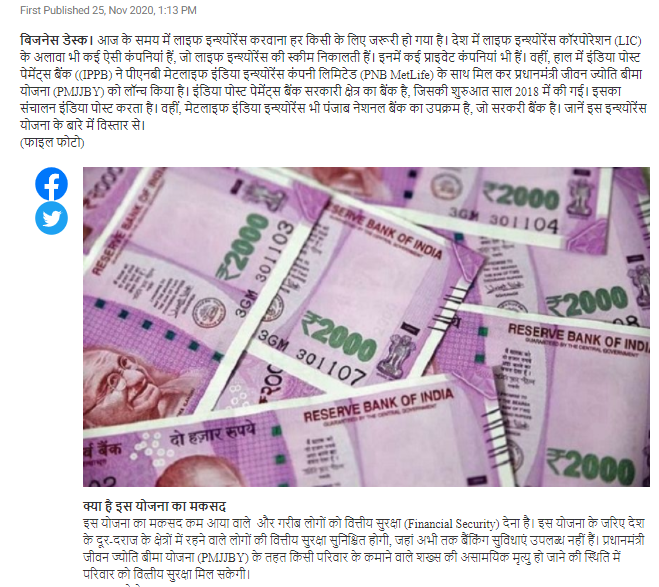 First Published 25, Nov 2020, 1:13 PM
बिजनेस डेस्क। आज के समय में लाइफ इन्श्योरेंस करवाना हर किसी के लिए जरूरी हो गया है। देश में लाइफ इन्श्योरेंस कॉरपोरेशन (LIC)
के अलावा भी कई ऐसी कंपनियां हैं, जो लाइफ इन्श्योरेंस की स्कीम निकालती हैं। इनमें कई प्राइवेट कंपनियां भी हैं। वहीं, हाल में इंडिया पोस्ट
पेमेंट्स बैंक ((IPPB) ने पीएनबी मेटलाइफ इंडिया इन्श्योरेंस कंपनी लिमिटेड (PNB MetLife) के साथ मिल कर प्रधानमंत्री जीवन ज्योति बीमा
योजना (PMJJBY) को लॉन्च किया है। इंडिया पोस्ट पेमेंट्स बैंक सरकारी क्षेत्र का बैंक है, जिसकी शुरुआत साल 2018 में की गई। इसका
संचालन इंडिया पोस्ट करता है। वहीं, मेटलाइफ इंडिया इन्श्योरेंस भी पंजाब नेशनल बैंक का उपक्रम है, जो सरकरी बैंक है। जानें इस इन्श्योरेंस
योजना के बारे में विस्तार से।
(फाइल फोटो)
RESERVE BANK OF INDIA
₹2000
3GM 301104
₹2000
3GM 301103
₹2000
3GM 301107
₹2000
RESERVE BANK OF INDI
RESERVE BANK OF INDIA
दो हज़ार रुपये
र्व बैंक
₹2000
क्या है इस योजना का मकसद
इस योजना का मकसद कम आया वाले और गरीब लोगों को वित्तीय सुरक्षा (Financial Security) देना है। इस योजना के जरिए देश
के दूर-दराज के क्षेत्रों में रहने वाले लोगों की वित्तीय सुरक्षा सुनिश्चित होगी, जहां अभी तक बैंकिंग सुविधाएं उपलब्ध नहीं हैं। प्रधानमंत्री
जीवन ज्योति बीमा योजना (PMJJBY) के तहत किसी परिवार के कमाने वाले शख्स की असामयिक मृत्यु हो जाने की स्थिति में
परिवार को वित्तीय सुरक्षा मिल सकेगी।